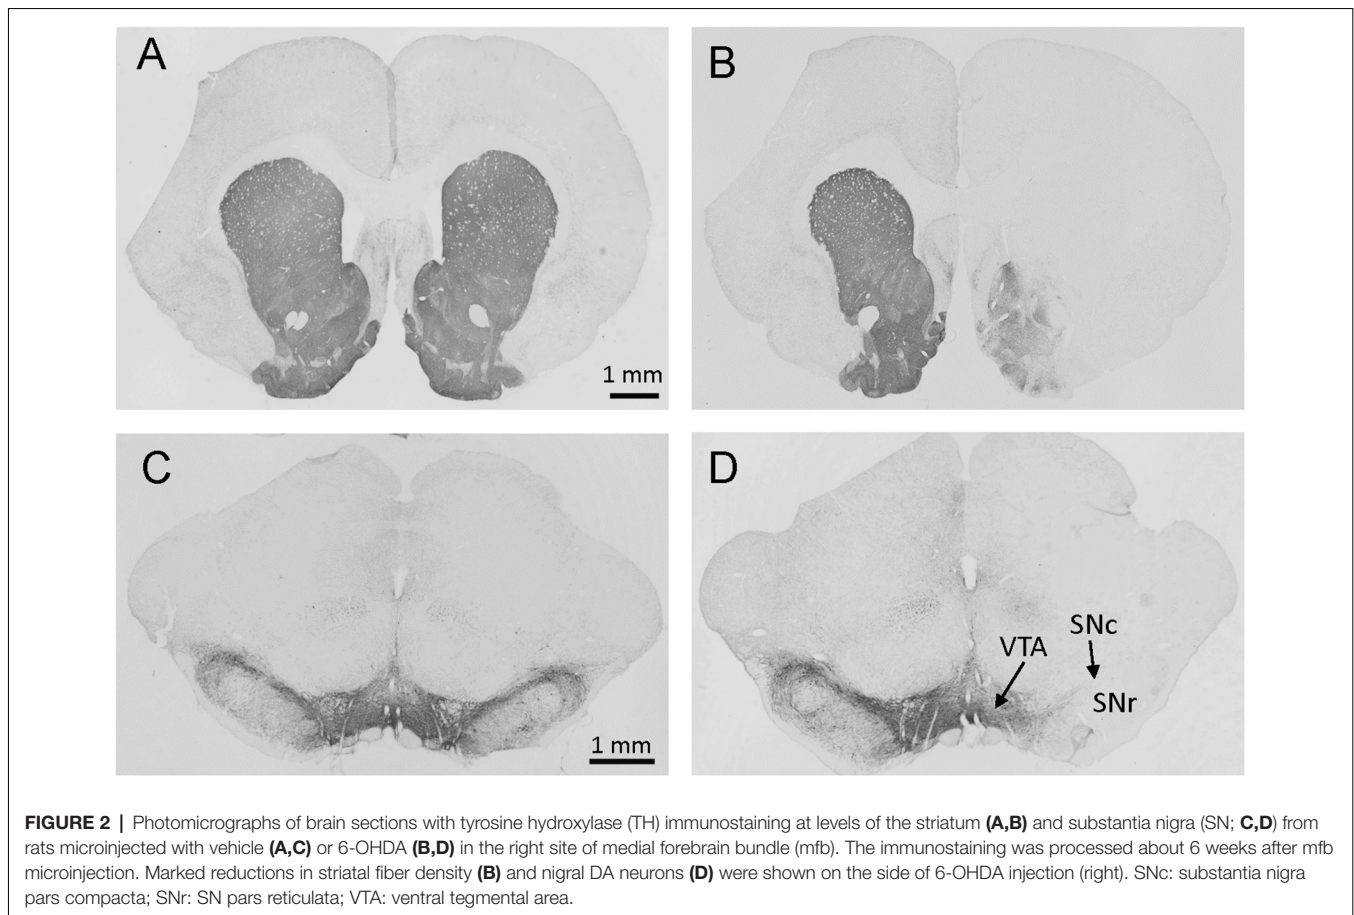 A
B
1 mm
C
D
SNc
VTA
SNr
1 mm
FIGURE 2 | Photomicrographs of brain sections with tyrosine hydroxylase (TH) immunostaining at levels of the striatum (A,B) and substantia nigra (SN; C,D) from
rats microinjected with vehicle (A,C) or 6-OHDA (B,D) in the right site of medial forebrain bundle (mfb). The immunostaining was processed about 6 weeks after mfb
microinjection. Marked reductions in striatal fiber density (B) and nigral DA neurons (D) were shown on the side of 6-OHDA injection (right). SNc: substantia nigra
pars compacta; SNr: SN pars reticulata; VTA: ventral tegmental area.